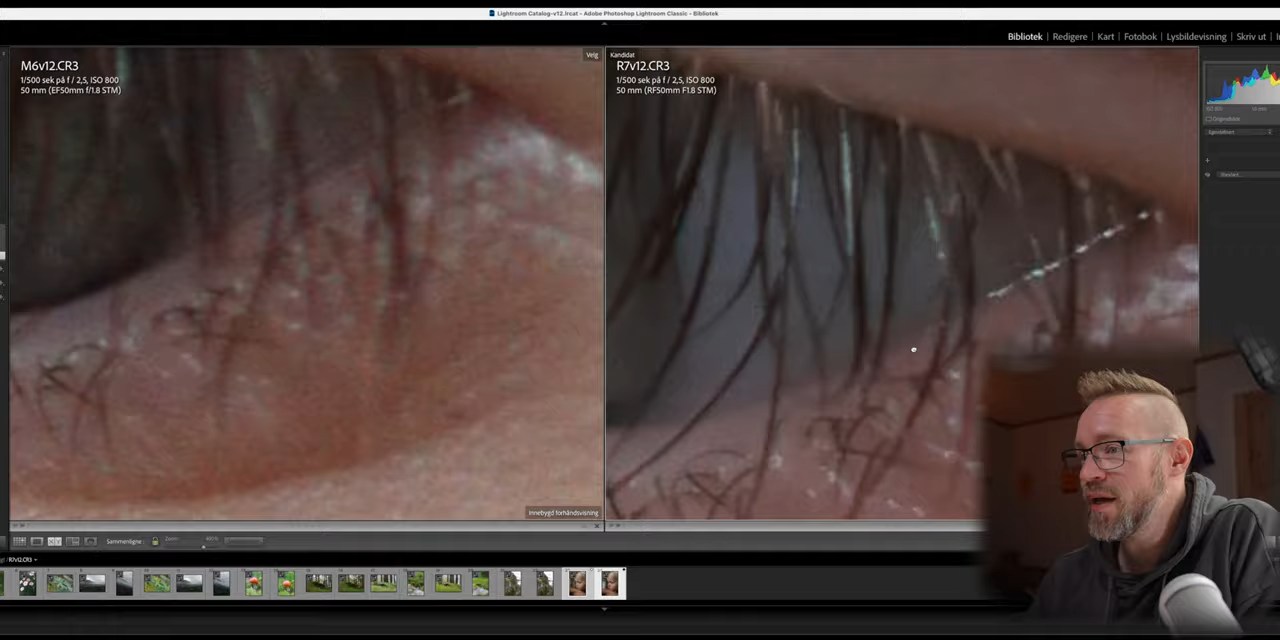 Lightroom Catalog-v12.lrcat - Adobe Photoshop Lightroom Classic - Bibliotek
Bibliotek | Redigere | Kart | Fotobok | Lysbildevisning | Skriv ut |
M6v12.CR3
1/500 sek på f / 2,5, ISO 800
50 mm (EF50mm f/1.8 STM)
Velg
Kandidat
R7v12.CR3
1/500 sek på f / 2,5, ISO 800
50 mm (RF50mm F1.8 STM)
Innebygd forhåndsvisning
Sammenligne:
R7v12.CR3